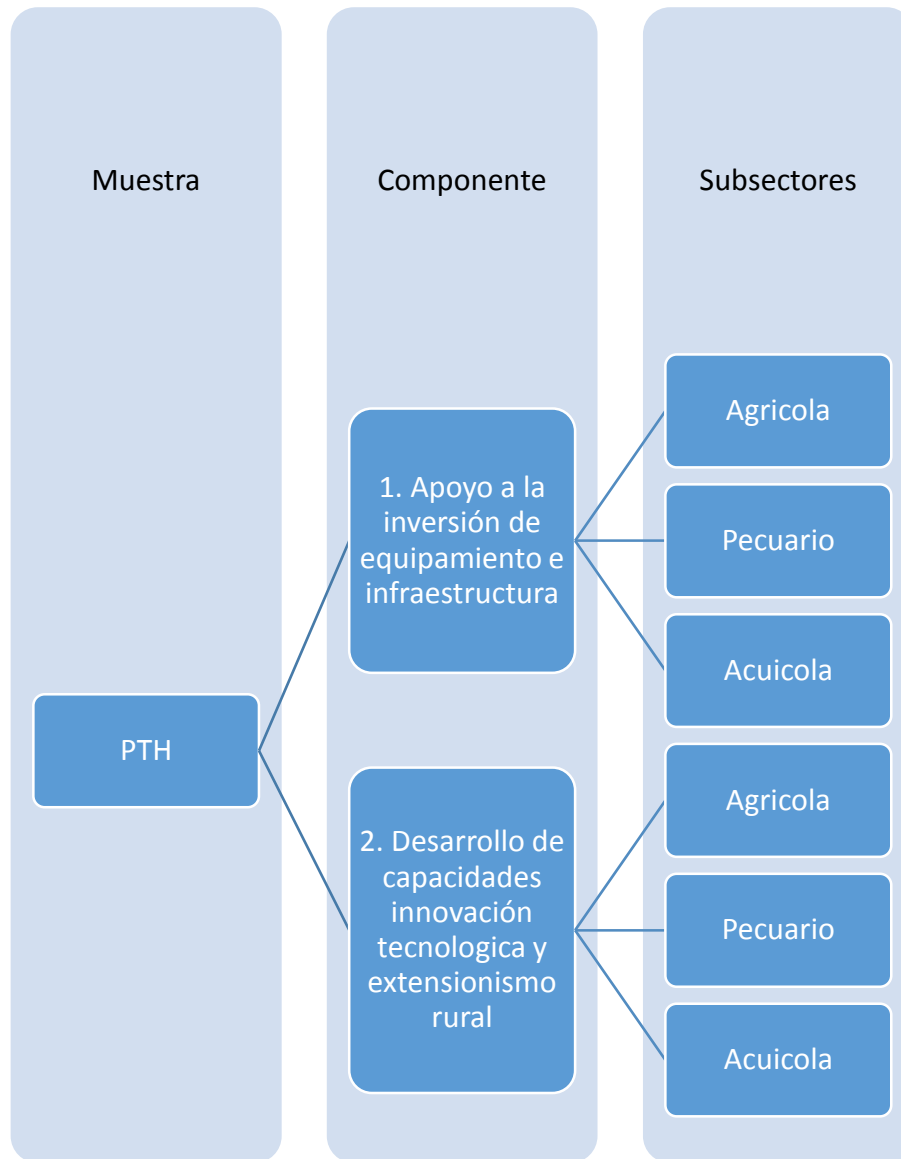 Muestra
Componente
Subsectores
PTH
1. Apoyo a la
inversión de
equipamiento e
infraestructura
2. Desarrollo de
capacidades
innovación
tecnologica y
extensionismo
rural
Agricola
Pecuario
Acuicola
Agricola
Pecuario
Acuicola